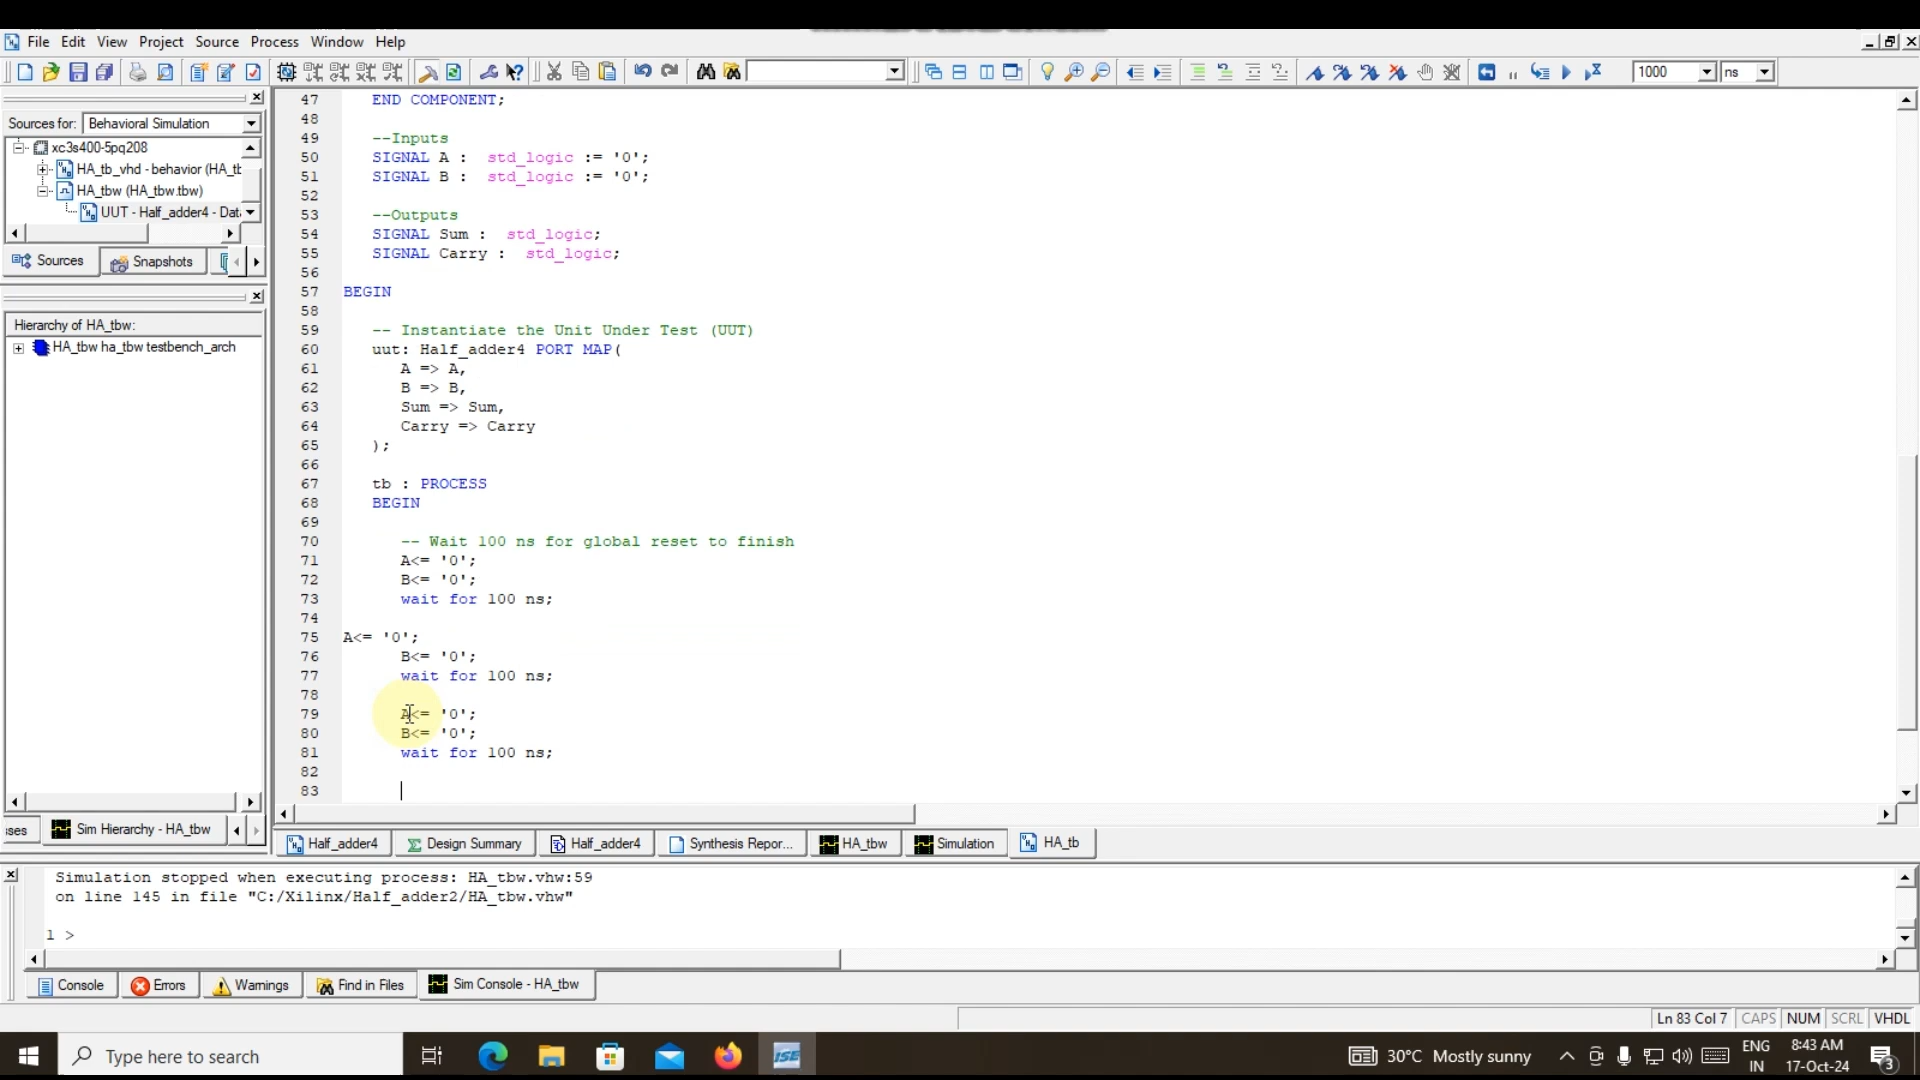 File Edit View Project Source Process Window Help
1000 ns
Sources for: Behavioral Simulation
xc3s400-5pq208
HA_tb_vhd - behavior (HA_tb
HA_tbw (HA_tbw.tbw)
UUT - Half_adder4 - Data
Sources Snapshots
Hierarchy of HA_tbw:
HA_tbw ha_tbw testbench_arch
sses Sim Hierarchy - HA_tbw
47 END COMPONENT;
48
49 --Inputs
50 SIGNAL A : std_logic := '0';
51 SIGNAL B : std_logic := '0';
52
53 --Outputs
54 SIGNAL Sum : std_logic;
55 SIGNAL Carry : std_logic;
56
57 BEGIN
58
59 -- Instantiate the Unit Under Test (UUT)
60 uut: Half_adder4 PORT MAP(
61 A => A,
62 B => B,
63 Sum => Sum,
64 Carry => Carry
65 );
66
67 tb : PROCESS
68 BEGIN
69
70 -- Wait 100 ns for global reset to finish
71 A<= '0';
72 B<= '0';
73 wait for 100 ns;
74
75 A<= '0';
76 B<= '0';
77 wait for 100 ns;
78
79 A<= '0';
80 B<= '0';
81 wait for 100 ns;
82
83
Half_adder4 Design Summary Half_adder4 Synthesis Repor... HA_tbw Simulation HA_tb
Simulation stopped when executing process: HA_tbw.vhw:59
on line 145 in file "C:/Xilinx/Half_adder2/HA_tbw.vhw"
1 >
Console Errors Warnings Find in Files Sim Console - HA_tbw
Ln 83 Col 7 CAPS NUM SCRL VHDL
Type here to search
ISE
30°C Mostly sunny
ENG
IN
8:43 AM
17-Oct-24
3